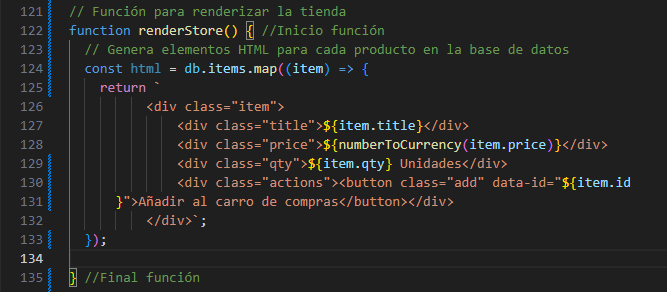 121 // Función para renderizar la tienda
122 function renderStore() { //Inicio función
123 // Genera elementos HTML para cada producto en la base de datos
124 const html = db.items.map((item) => {
125 return `
126 <div class="item">
127 <div class="title">${item.title}</div>
128 <div class="price">${numberToCurrency(item.price)}</div>
129 <div class="qty">${item.qty} Unidades</div>
130 <div class="actions"><button class="add" data-id="${item.id
131 }">Añadir al carro de compras</button></div>
132 </div>`;
133 });
134
135 } //Final función